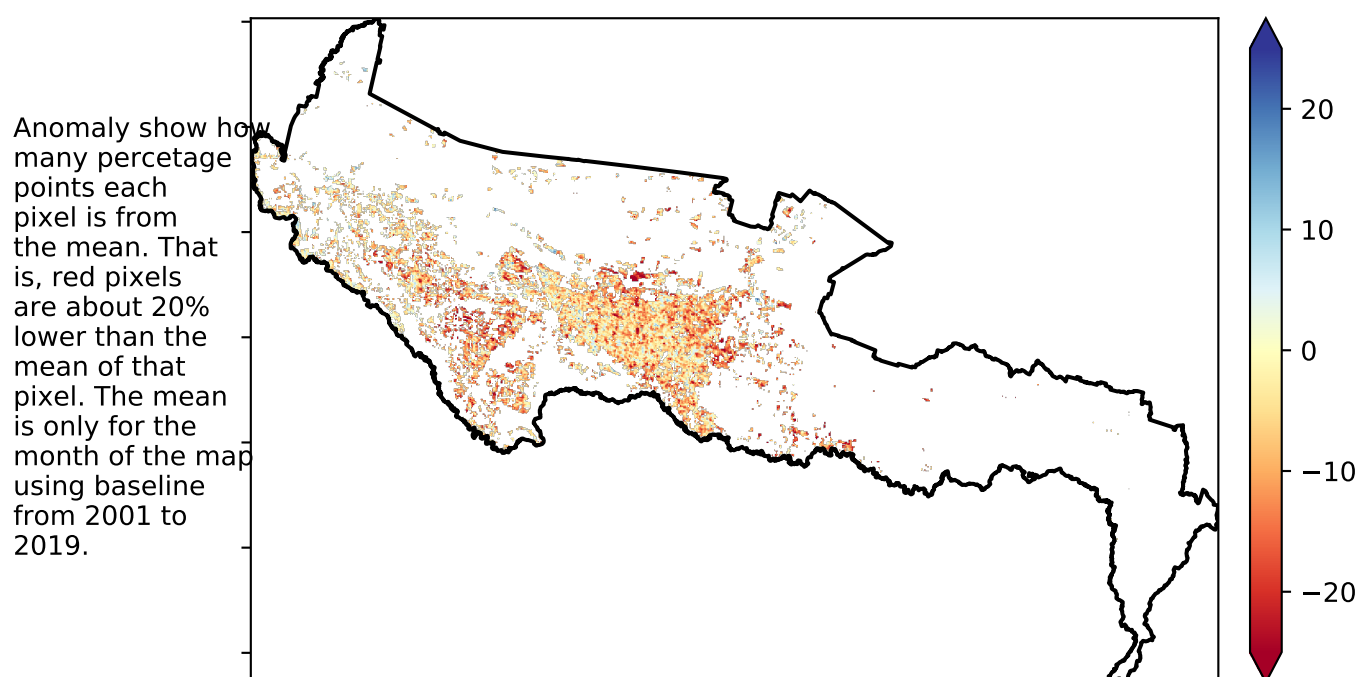 Anomaly show how
many percetage
points each
pixel is from
the mean. That
is, red pixels
are about 20%
lower than the
mean of that
pixel. The mean
is only for the
month of the map
using baseline
from 2001 to
2019.
20
10
0
−10
−20